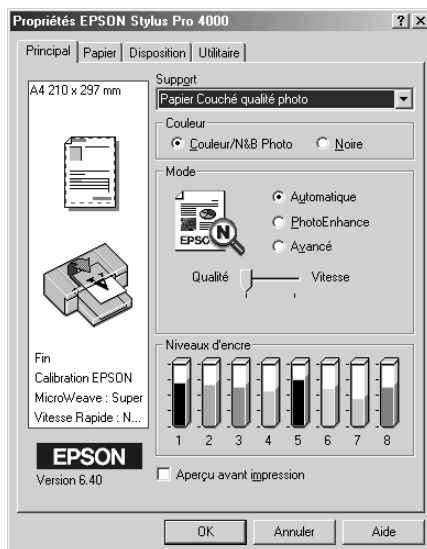 Propriétés EPSON Stylus Pro 4000
Principal Papier Disposition Utilitaire
A4 210 x 297 mm
Support
Papier Couché qualité photo
Couleur
Couleur/N&B Photo Noire
Mode
Automatique
PhotoEnhance
Avancé
EPSON
Qualité Vitesse
Niveaux d'encre
1 2 3 4 5 6 7 8
Fin
Calibration EPSON
MicroWeave : Super
Vitesse Rapide : N...
EPSON
Version 6.40
Aperçu avant impression
OK Annuler Aide